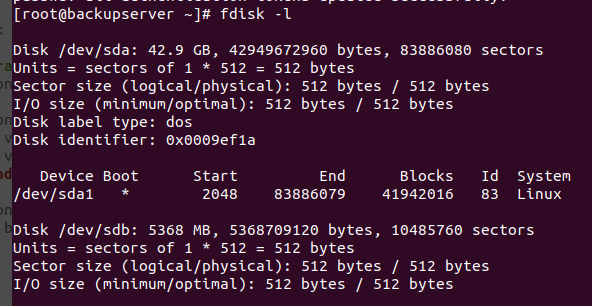 [root@backupserver ~]# fdisk -l
Disk /dev/sda: 42.9 GB, 42949672960 bytes, 83886080 sectors
Units = sectors of 1 * 512 = 512 bytes
Sector size (logical/physical): 512 bytes / 512 bytes
I/O size (minimum/optimal): 512 bytes / 512 bytes
Disk label type: dos
Disk identifier: 0x0009ef1a
Device Boot Start End Blocks Id System
/dev/sda1 * 2048 83886079 41942016 83 Linux
Disk /dev/sdb: 5368 MB, 5368709120 bytes, 10485760 sectors
Units = sectors of 1 * 512 = 512 bytes
Sector size (logical/physical): 512 bytes / 512 bytes
I/O size (minimum/optimal): 512 bytes / 512 bytes